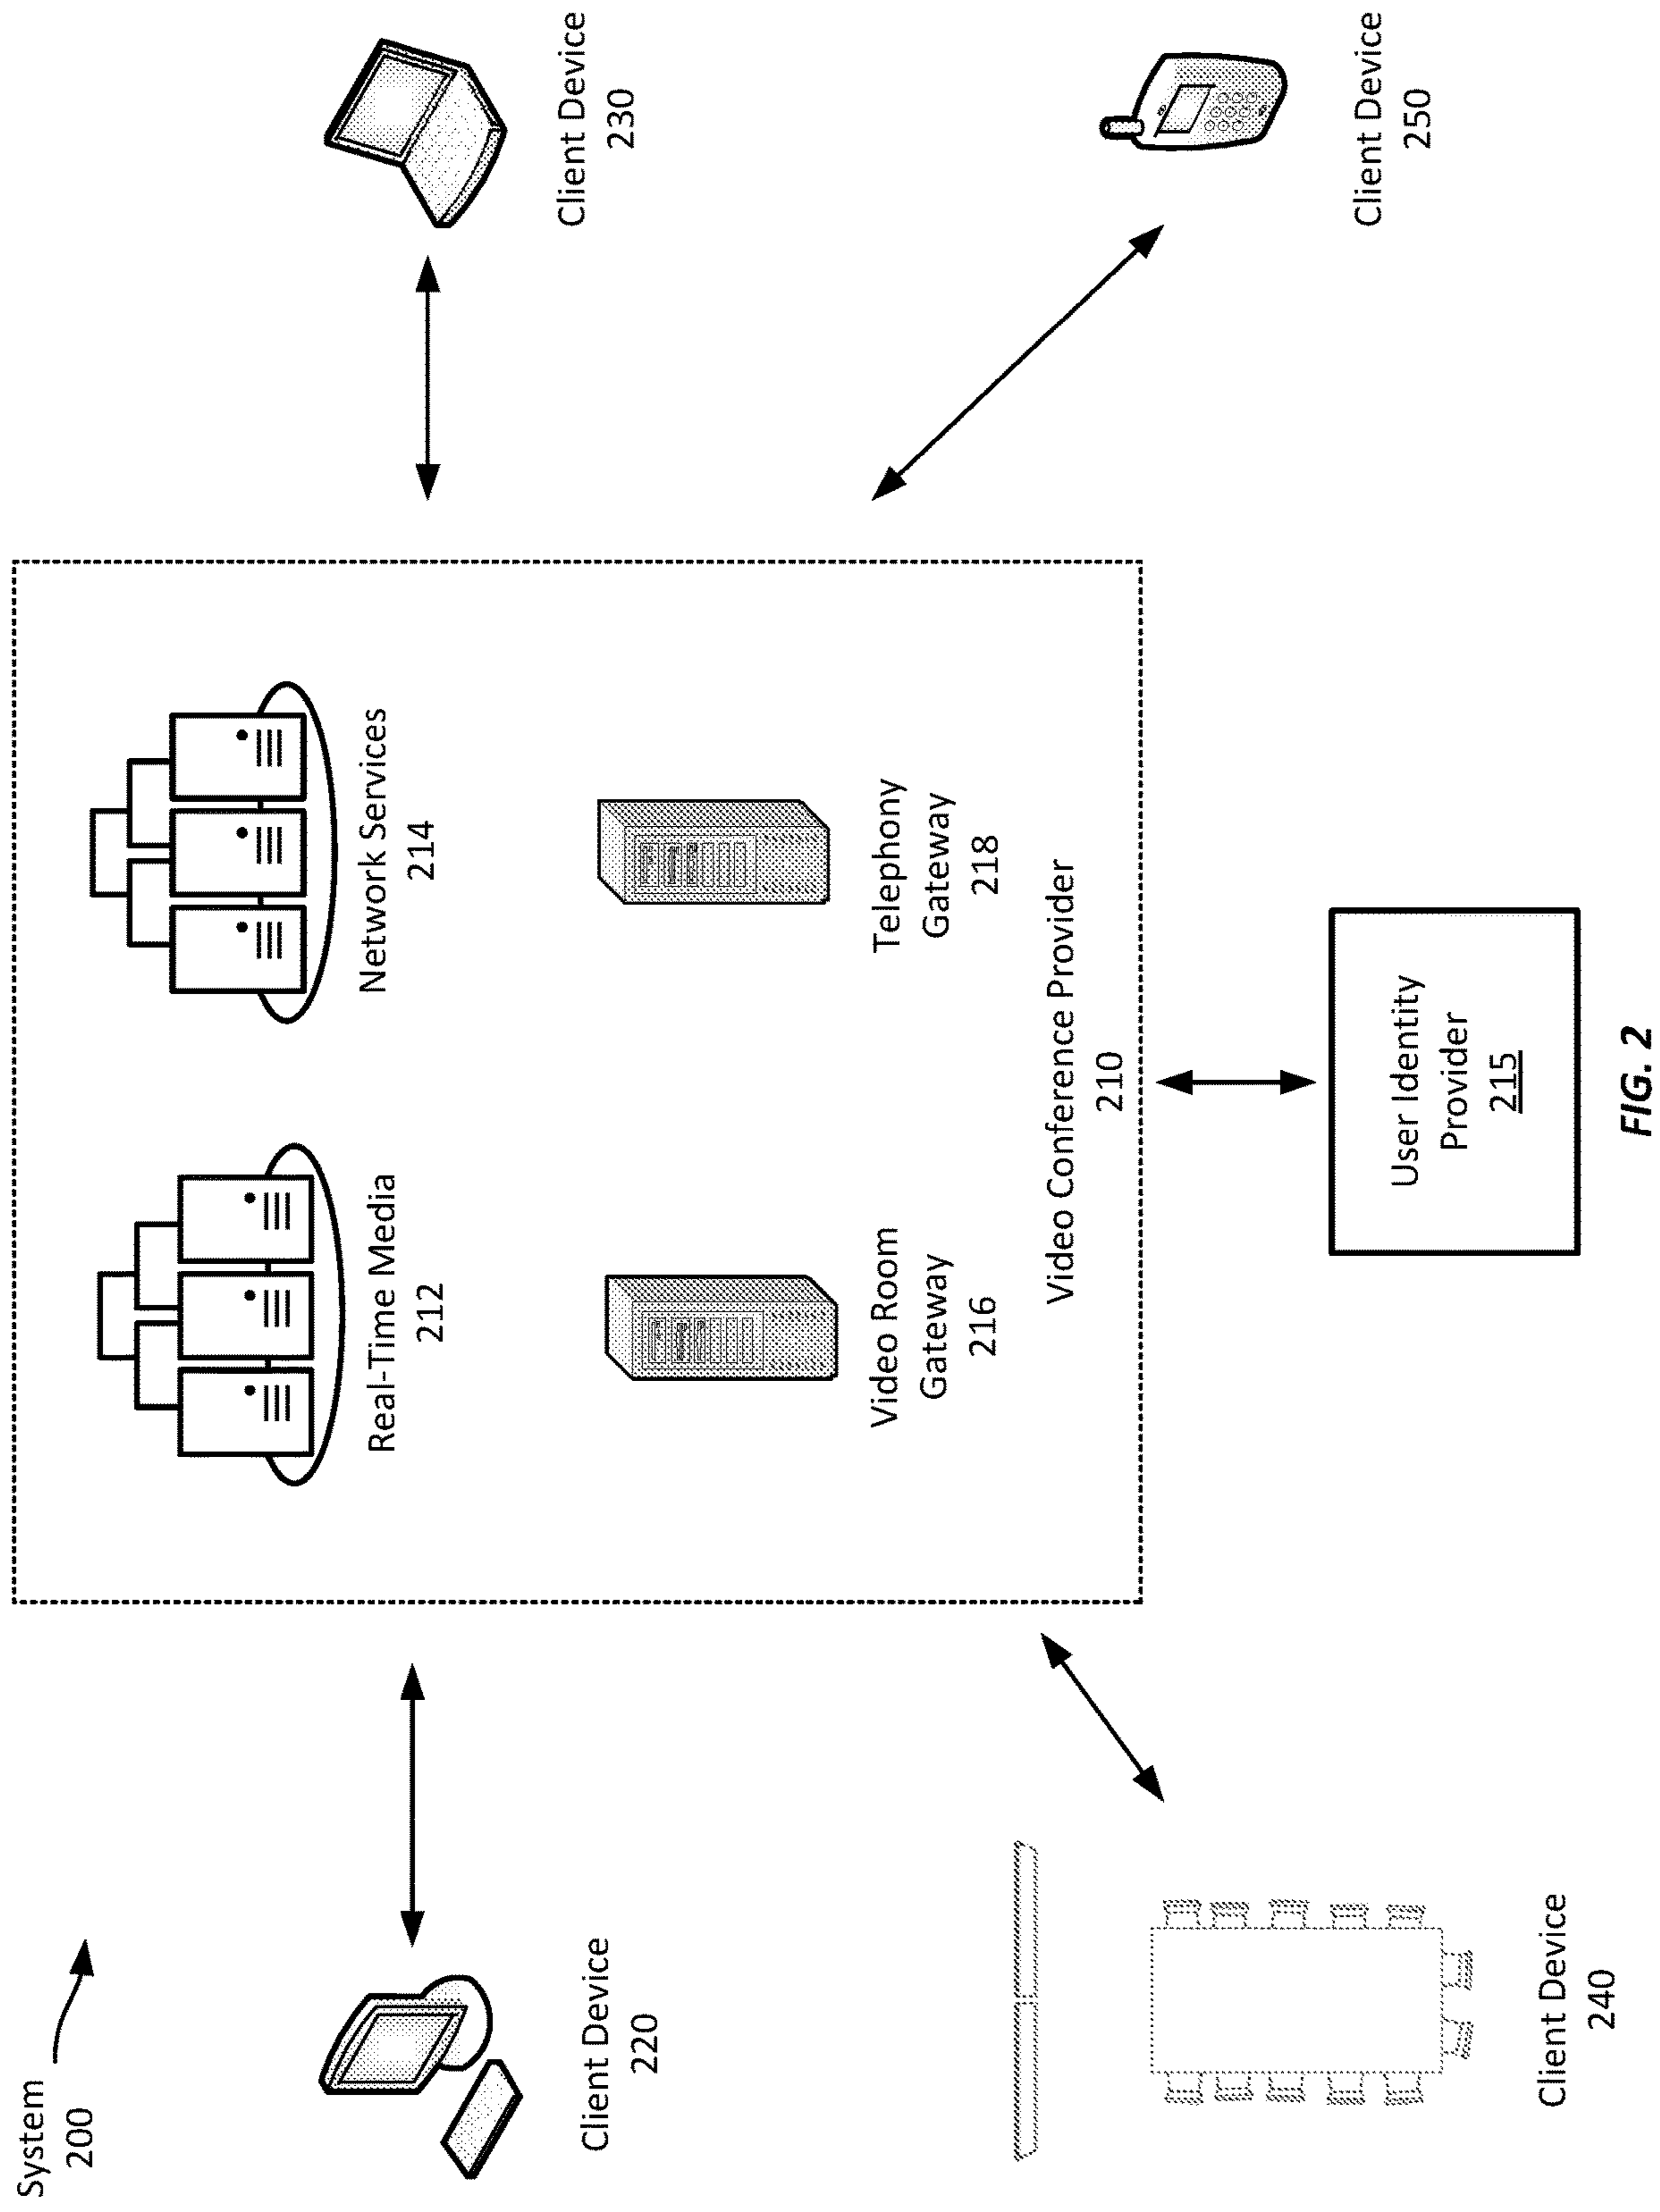 System
200
Real-Time Media
212
Network Services
214
Client Device
220
Client Device
230
Video Room
Gateway
216
Telephony
Gateway
218
Video Conference Provider
210
Client Device
240
Client Device
250
User Identity
Provider
215
FIG. 2